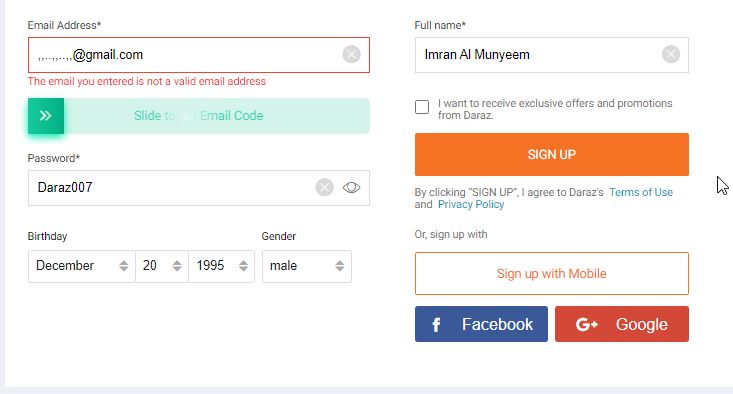 Email Address*
,,..,,..,,@gmail.com
The email you entered is not a valid email address
Slide to get Email Code
Password*
Daraz007
Birthday
Gender
December
20
1995
male
Full name*
Imran Al Munyeem
I want to receive exclusive offers and promotions
from Daraz.
SIGN UP
By clicking "SIGN UP", I agree to Daraz's Terms of Use
and Privacy Policy
Or, sign up with
Sign up with Mobile
f Facebook
G+ Google